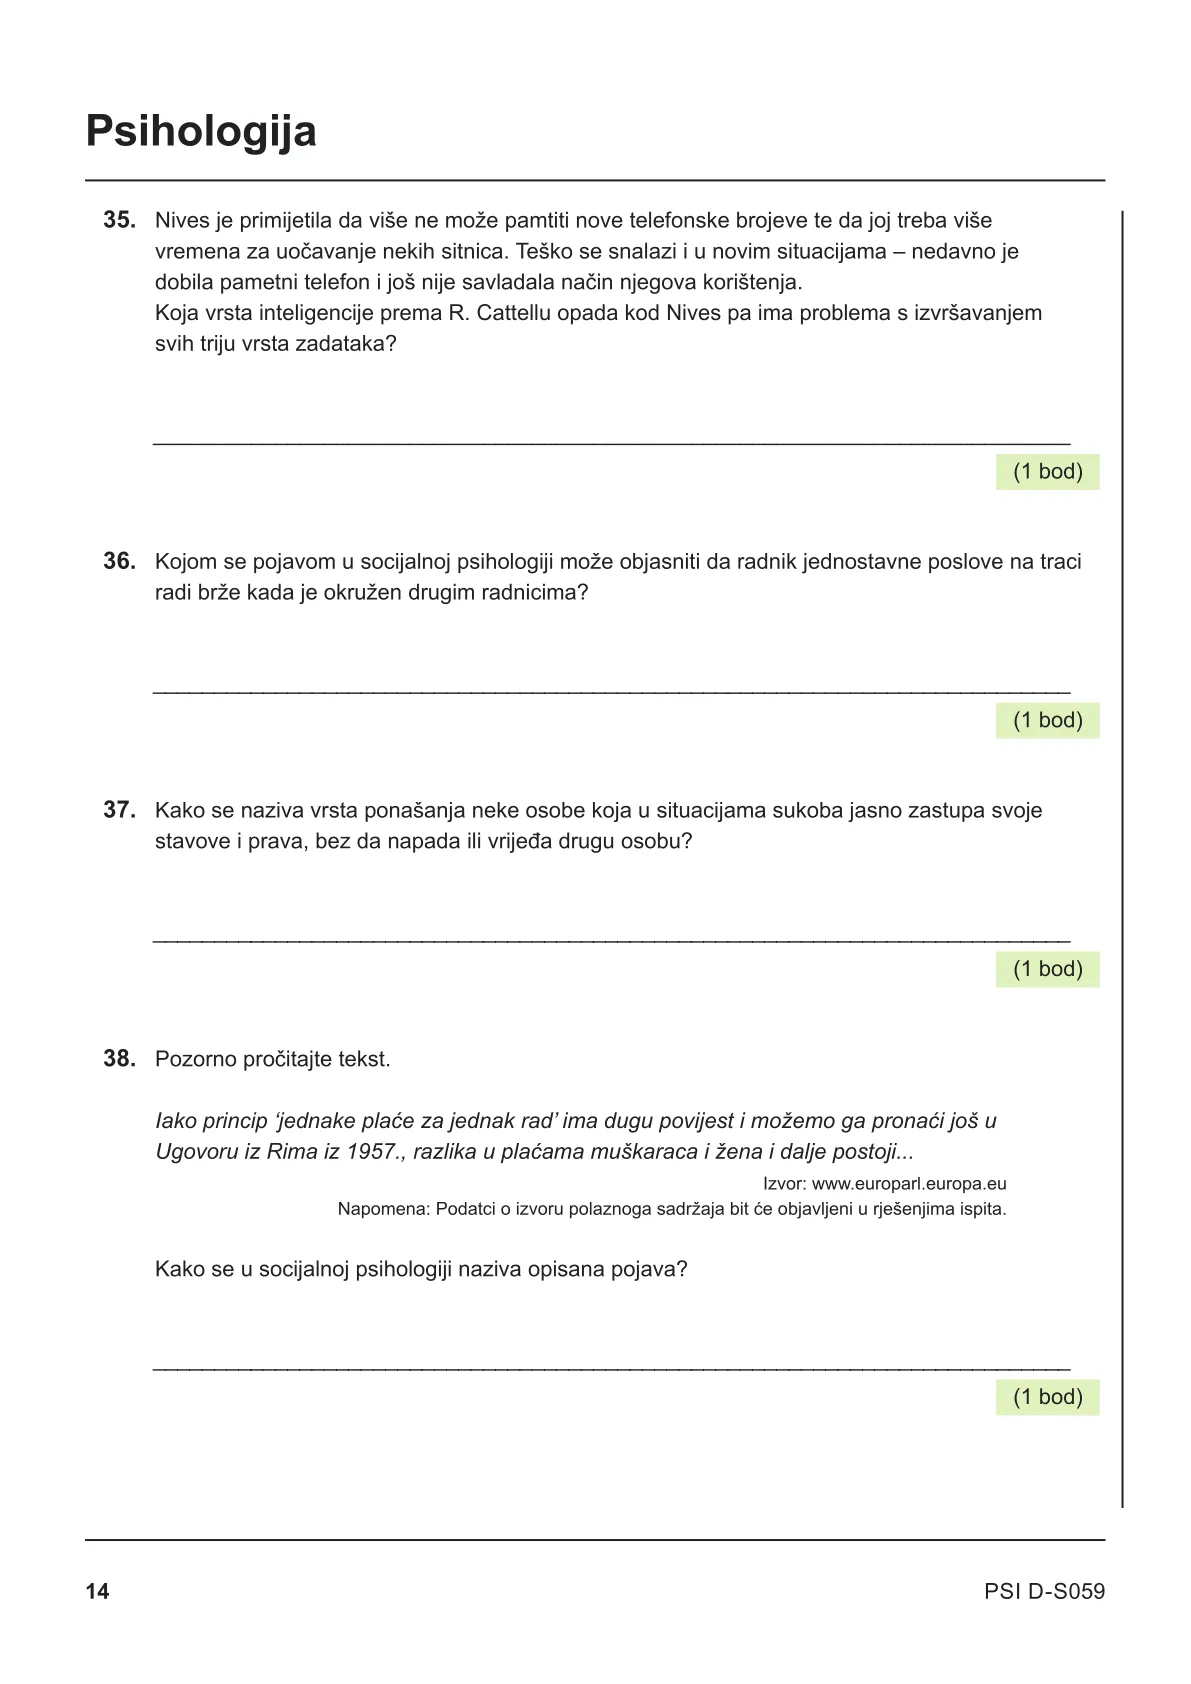 Psihologija
35. Nives je primijetila da više ne može pamtiti nove telefonske brojeve te da joj treba više
vremena za uočavanje nekih sitnica. Teško se snalazi i u novim situacijama – nedavno je
dobila pametni telefon i još nije savladala način njegova korištenja.
Koja vrsta inteligencije prema R. Cattellu opada kod Nives pa ima problema s izvršavanjem
svih triju vrsta zadataka?
(1 bod)
36. Kojom se pojavom u socijalnoj psihologiji može objasniti da radnik jednostavne poslove na traci
radi brže kada je okružen drugim radnicima?
(1 bod)
37. Kako se naziva vrsta ponašanja neke osobe koja u situacijama sukoba jasno zastupa svoje
stavove i prava, bez da napada ili vrijeđa drugu osobu?
(1 bod)
38. Pozorno pročitajte tekst.
Iako princip ‘jednake plaće za jednak rad’ ima dugu povijest i možemo ga pronaći još u
Ugovoru iz Rima iz 1957., razlika u plaćama muškaraca i žena i dalje postoji...
Izvor: www.europarl.europa.eu
Napomena: Podatci o izvoru polaznoga sadržaja bit će objavljeni u rješenjima ispita.
Kako se u socijalnoj psihologiji naziva opisana pojava?
(1 bod)
14 PSI D-S059